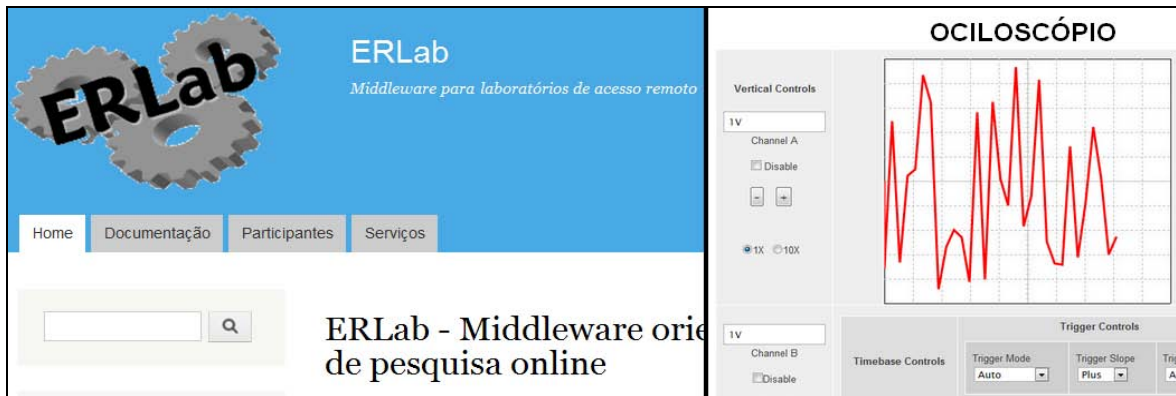 ERLab
ERLab
Middleware para laboratórios de acesso remoto
Home
Documentação
Participantes
Serviços
ERLab - Middleware orie
de pesquisa online
OCILOSCÓPIO
Vertical Controls
1V
Channel A
Disable
-
+
1X
10X
1V
Channel B
Disable
Timebase Controls
Trigger Controls
Trigger Mode
Auto
Trigger Slope
Plus
Trig
A